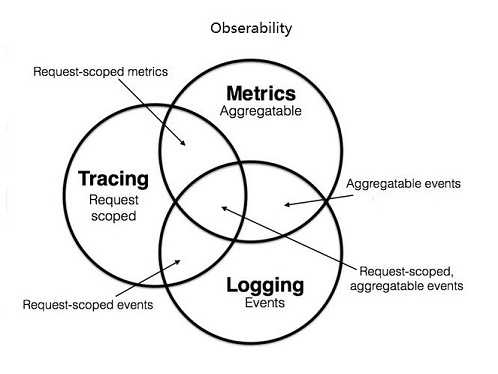 Obserability
Request-scoped metrics
Metrics
Aggregatable
Tracing
Request
scoped
Aggregatable events
Request-scoped,
aggregatable events
Logging
Events
Request-scoped events